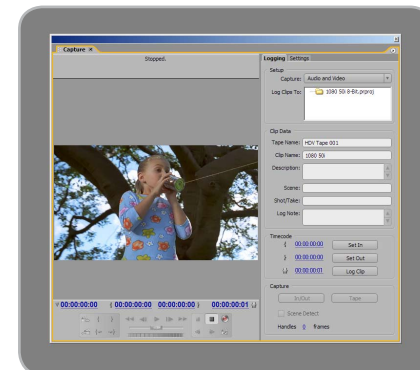 Capture
Stopped.
Logging Settings
Setup
Capture: Audio and Video
Log Clips To: 1080 50i 8-Bit.prproj
Clip Data
Tape Name: HDV Tape 001
Clip Name: 1080 50i
Description:
Scene:
Shot/Take:
Log Note:
Timecode
{ 00:00:00:00 Set In
} 00:00:00:00 Set Out
{,} 00:00:00:01 Log Clip
Capture
In/Out Tape
Scene Detect
Handles 0 frames
00:00:00:00 { 00:00:00:00 00:00:00:00 } 00:00:00:01 {,}